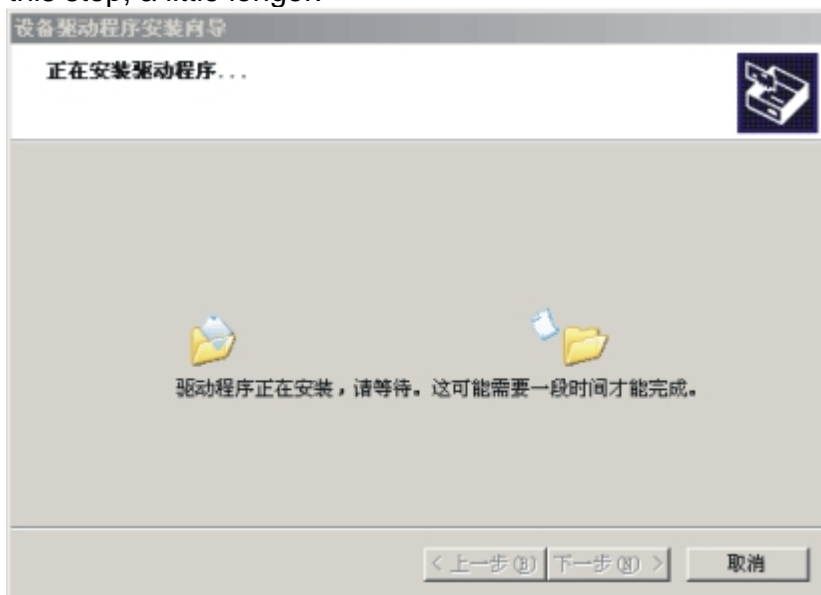 this step, a little longer.
设备驱动程序安装向导
正在安装驱动程序...
驱动程序正在安装，请等待。这可能需要一段时间才能完成。
< 上一步(B) 下一步(N) > 取消